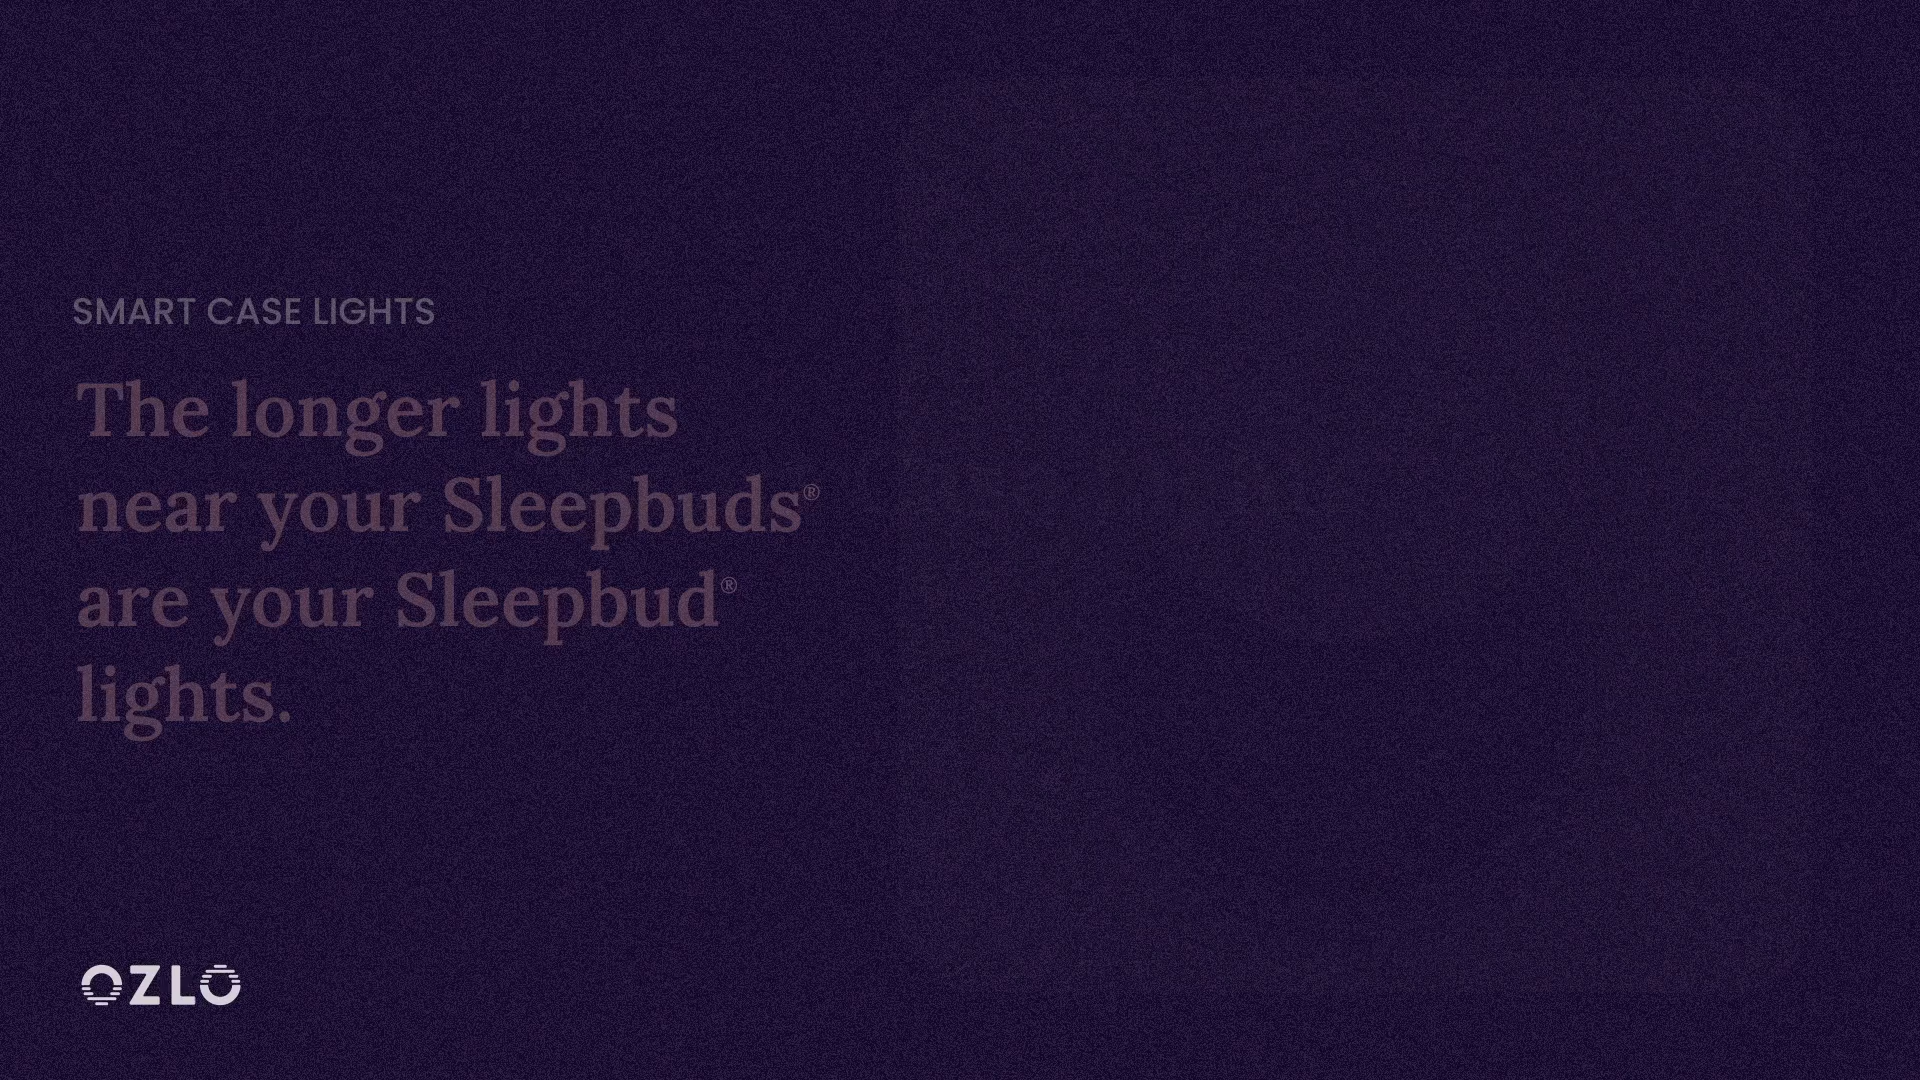 SMART CASE LIGHTS
The longer lights
near your Sleepbuds®
are your Sleepbud®
lights.
OZLO